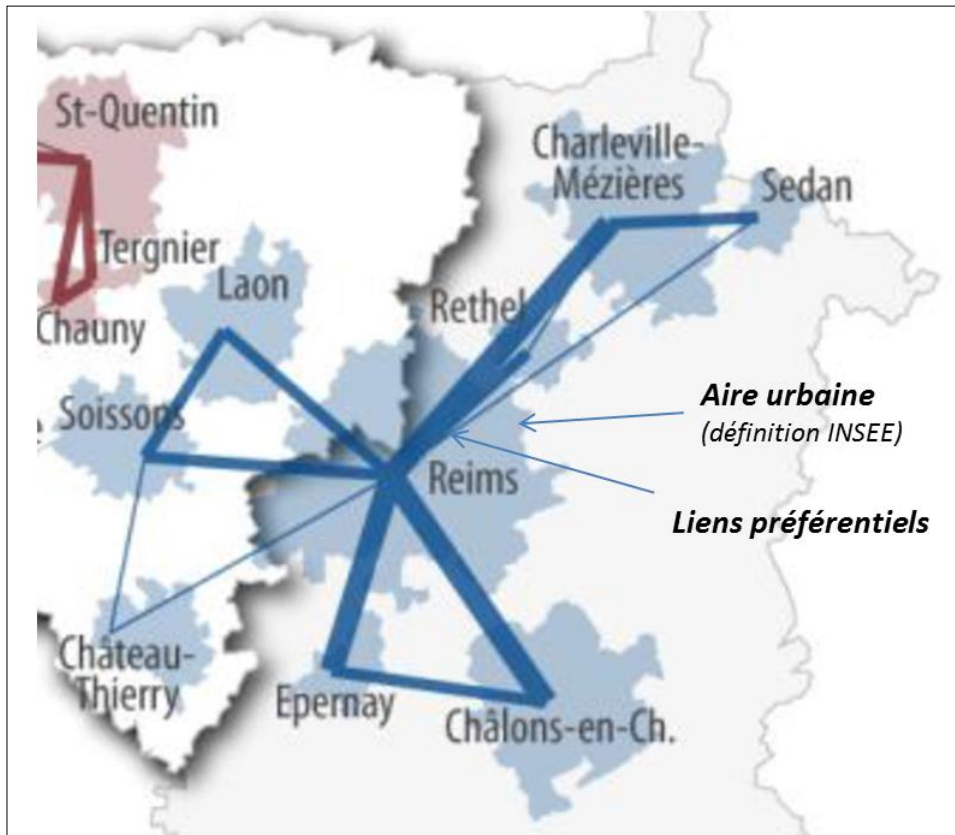 St-Quentin
Charleville-
Mézières
Sedan
Tergnier
Laon
Chauny
Rethel
Soissons
Aire urbaine
(définition INSEE)
Reims
Liens préférentiels
Château-
Thierry
Epernay
Châlons-en-Ch.